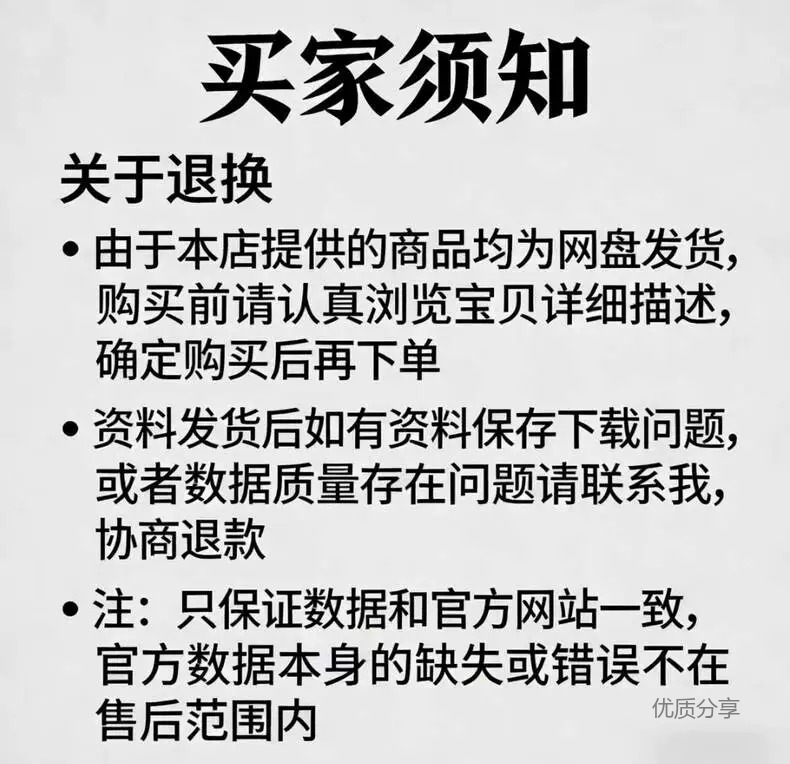 买家须知
关于退换
• 由于本店提供的商品均为网盘发货,
购买前请认真浏览宝贝详细描述,
确定购买后再下单
• 资料发货后如有资料保存下载问题,
或者数据质量存在问题请联系我,
协商退款
• 注：只保证数据和官方网站一致,
官方数据本身的缺失或错误不在
售后范围内
优质分享